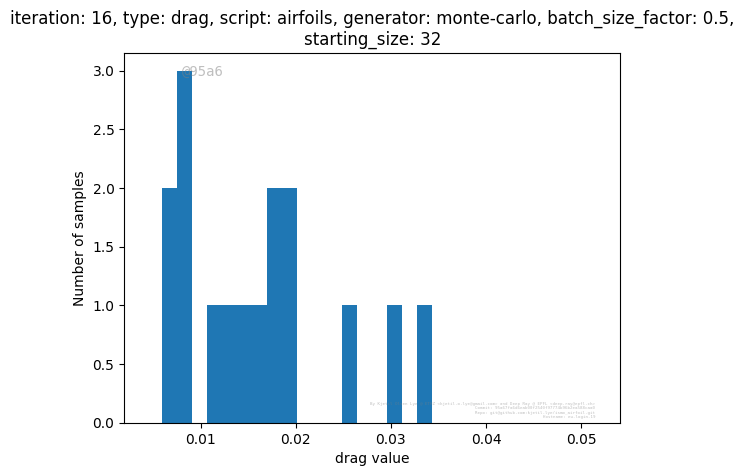 iteration: 16, type: drag, script: airfoils, generator: monte-carlo, batch_size_factor: 0.5,
starting_size: 32
@95a6
3.0
2.5
2.0
1.5
1.0
0.5
0.0
Number of samples
0.01
0.02
0.03
0.04
0.05
drag value